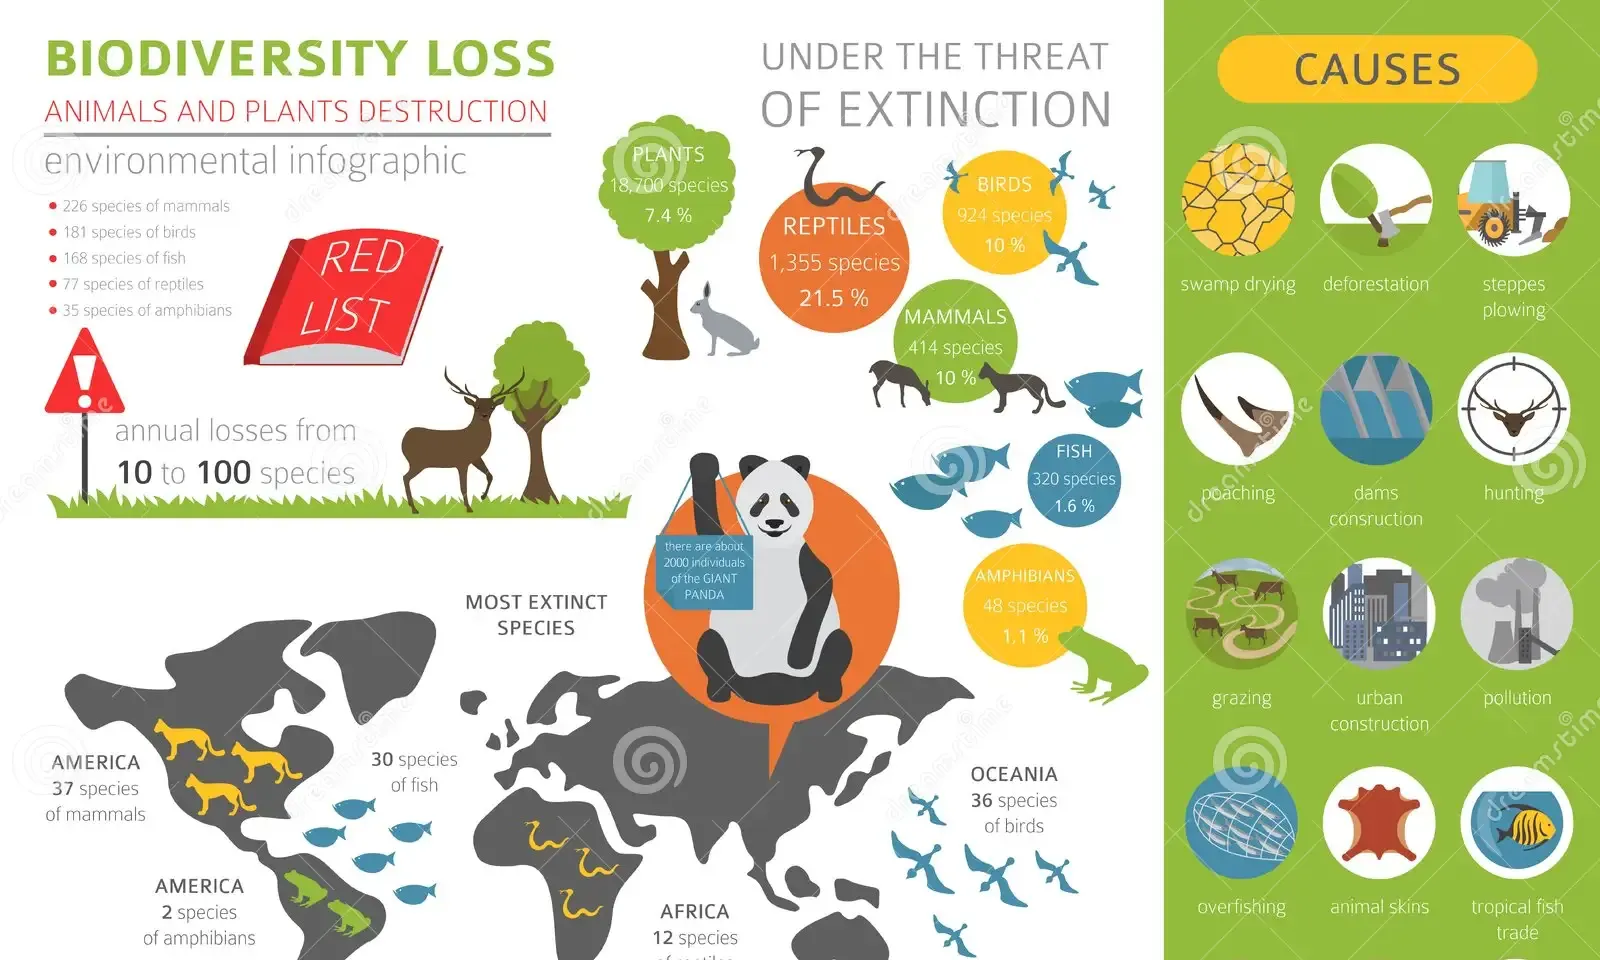 BIODIVERSITY LOSS
ANIMALS AND PLANTS DESTRUCTION
environmental infographic
226 species of mammals
181 species of birds
168 species of fish
77 species of reptiles
35 species of amphibians
RED
LIST
annual losses from
10 to 100 species
UNDER THE THREAT
OF EXTINCTION
PLANTS
18,700 species
7.4 %
REPTILES
1,355 species
21.5 %
BIRDS
924 species
10 %
MAMMALS
414 species
10 %
FISH
320 species
1.6 %
AMPHIBIANS
48 species
1.1 %
there are about
2000 individuals
of the GIANT
PANDA
MOST EXTINCT
SPECIES
AMERICA
37 species
of mammals
30 species
of fish
AMERICA
2 species
of amphibians
AFRICA
12 species
of reptiles
OCEANIA
36 species
of birds
CAUSES
swamp drying
deforestation
steppes
plowing
poaching
dams
consruction
hunting
grazing
urban
construction
pollution
overfishing
animal skins
tropical fish
trade
dreamstime